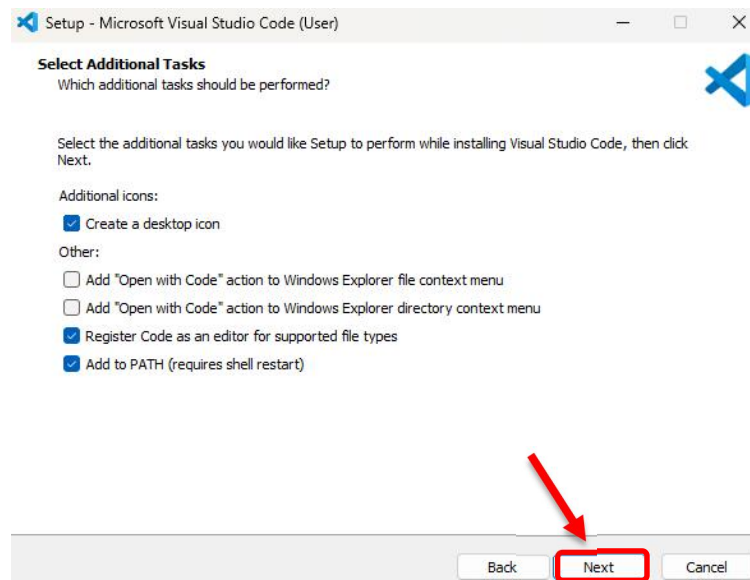 Setup - Microsoft Visual Studio Code (User)
Select Additional Tasks
Which additional tasks should be performed?
Select the additional tasks you would like Setup to perform while installing Visual Studio Code, then click
Next.
Additional icons:
Create a desktop icon
Other:
Add "Open with Code" action to Windows Explorer file context menu
Add "Open with Code" action to Windows Explorer directory context menu
Register Code as an editor for supported file types
Add to PATH (requires shell restart)
Back Next Cancel